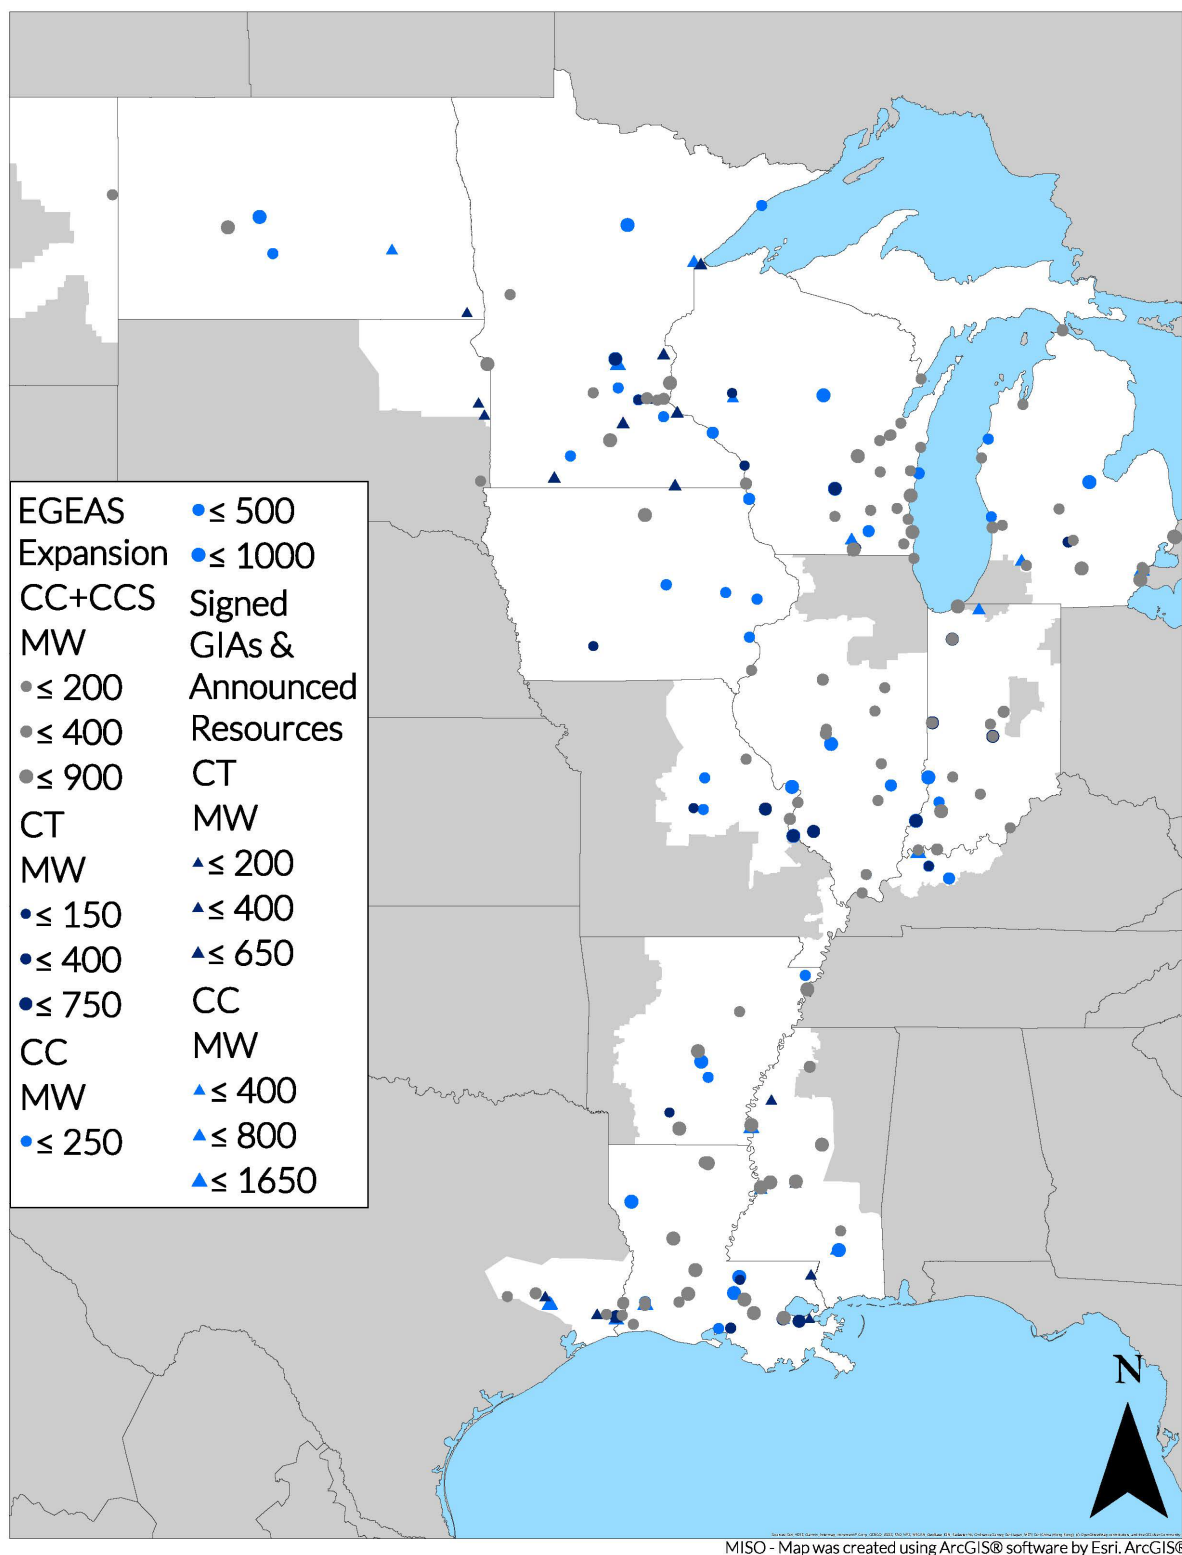 EGEAS
Expansion
CC+CCS
MW
≤ 200
≤ 400
≤ 900
CT
MW
≤ 150
≤ 400
≤ 750
CC
MW
≤ 250
≤ 500
≤ 1000
Signed
GIAs &
Announced
Resources
CT
MW
≤ 200
≤ 400
≤ 650
CC
MW
≤ 400
≤ 800
≤ 1650
N
MISO - Map was created using ArcGIS® software by Esri. ArcGIS®